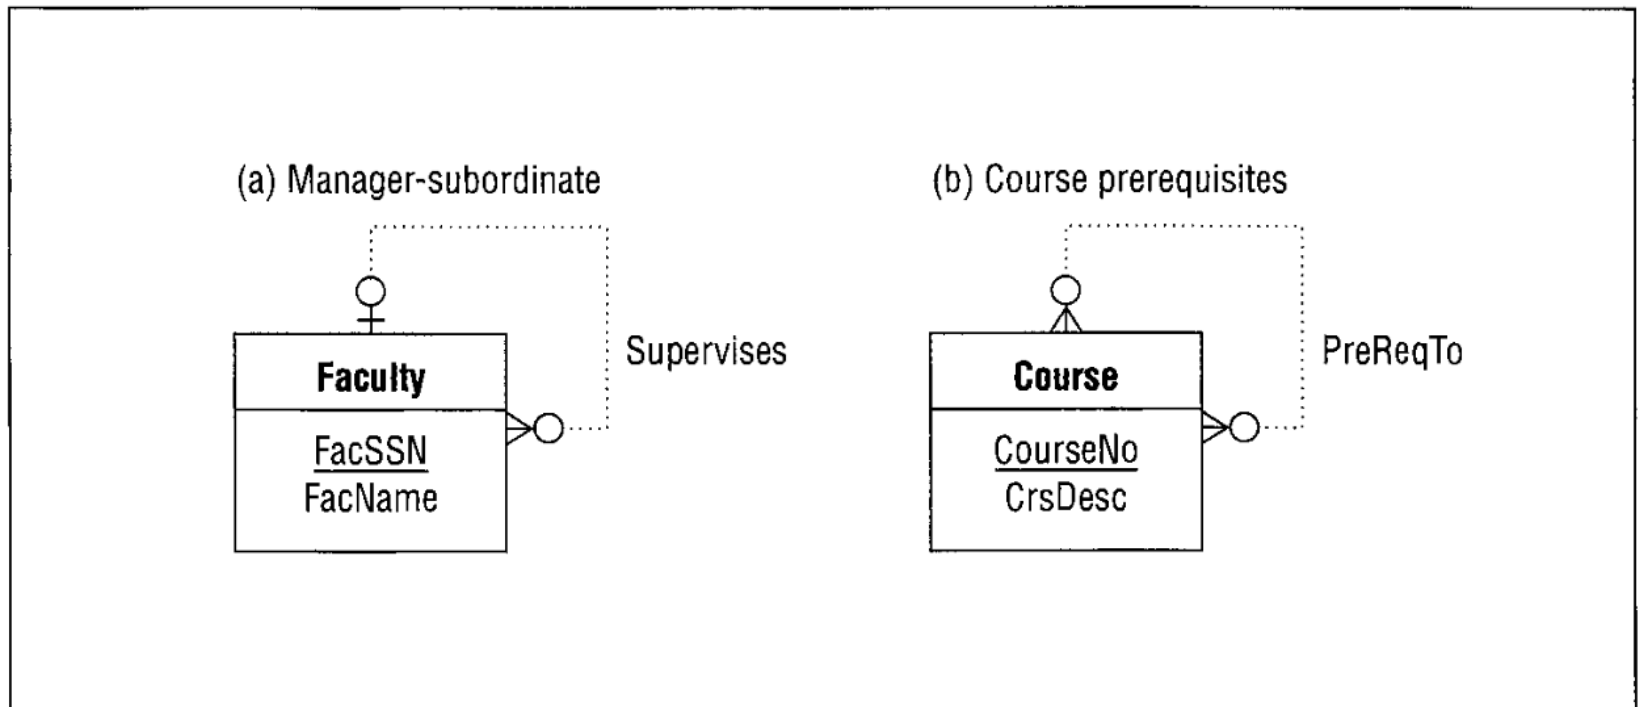 (a) Manager-subordinate
Faculty
FacSSN
FacName
Supervises
(b) Course prerequisites
Course
CourseNo
CrsDesc
PreReqTo